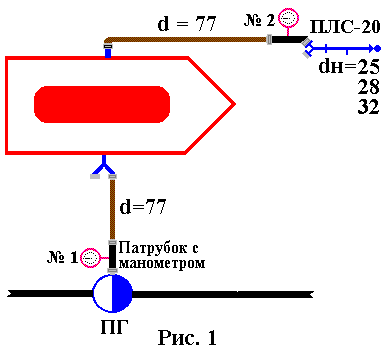 d = 77
№ 2
ПЛС-20
dн=25
28
32
d=77
№ 1
Патрубок с
манометром
ПГ
Рис. 1